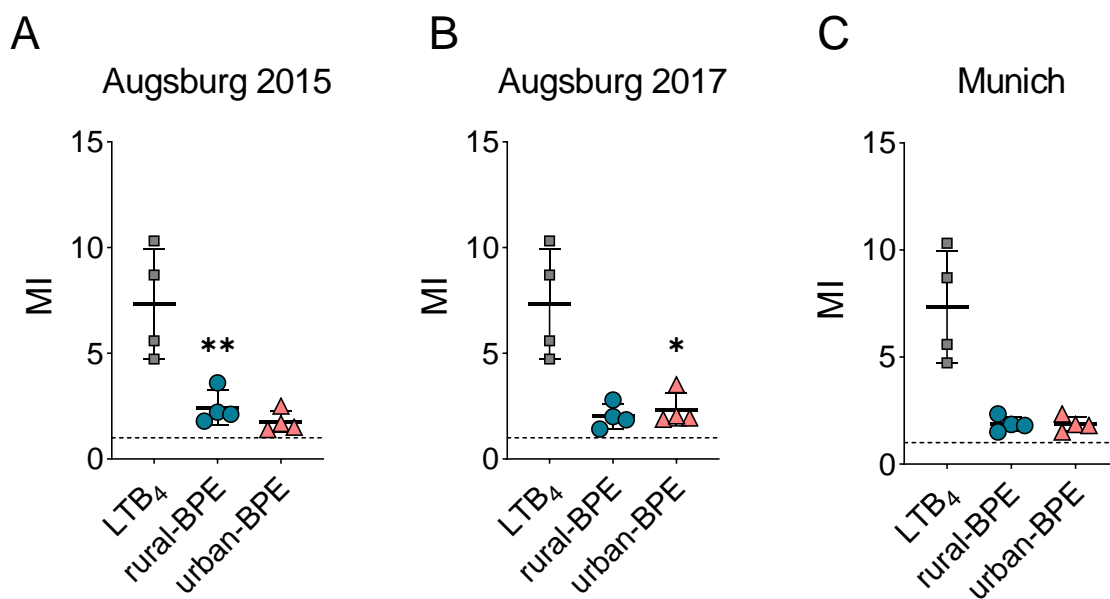 A
B
C
Augsburg 2015
Augsburg 2017
Munich
MI
15
10
5
0
**
LTB₄
rural-BPE
urban-BPE
MI
15
10
5
0
*
LTB₄
rural-BPE
urban-BPE
MI
15
10
5
0
LTB₄
rural-BPE
urban-BPE